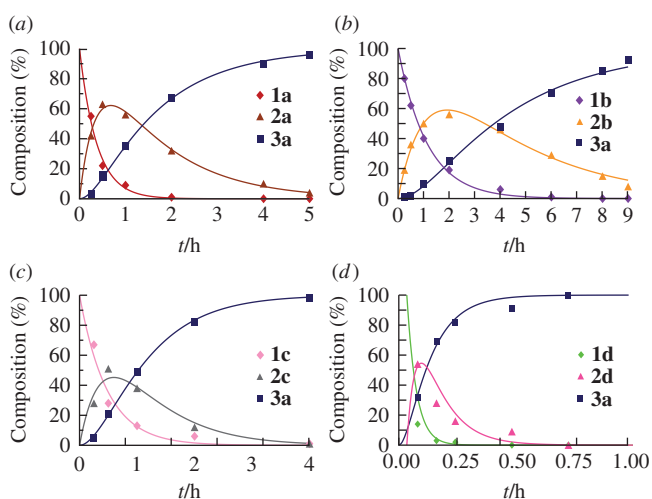 (a)
Composition (%)
100
80
60
40
20
0
1a
2a
3a
0 1 2 3 4 5
t/h
(b)
Composition (%)
100
80
60
40
20
0
1b
2b
3a
0 1 2 3 4 5 6 7 8 9
t/h
(c)
Composition (%)
100
80
60
40
20
0
1c
2c
3a
0 1 2 3 4
t/h
(d)
Composition (%)
100
80
60
40
20
0
1d
2d
3a
0.00 0.25 0.50 0.75 1.00
t/h